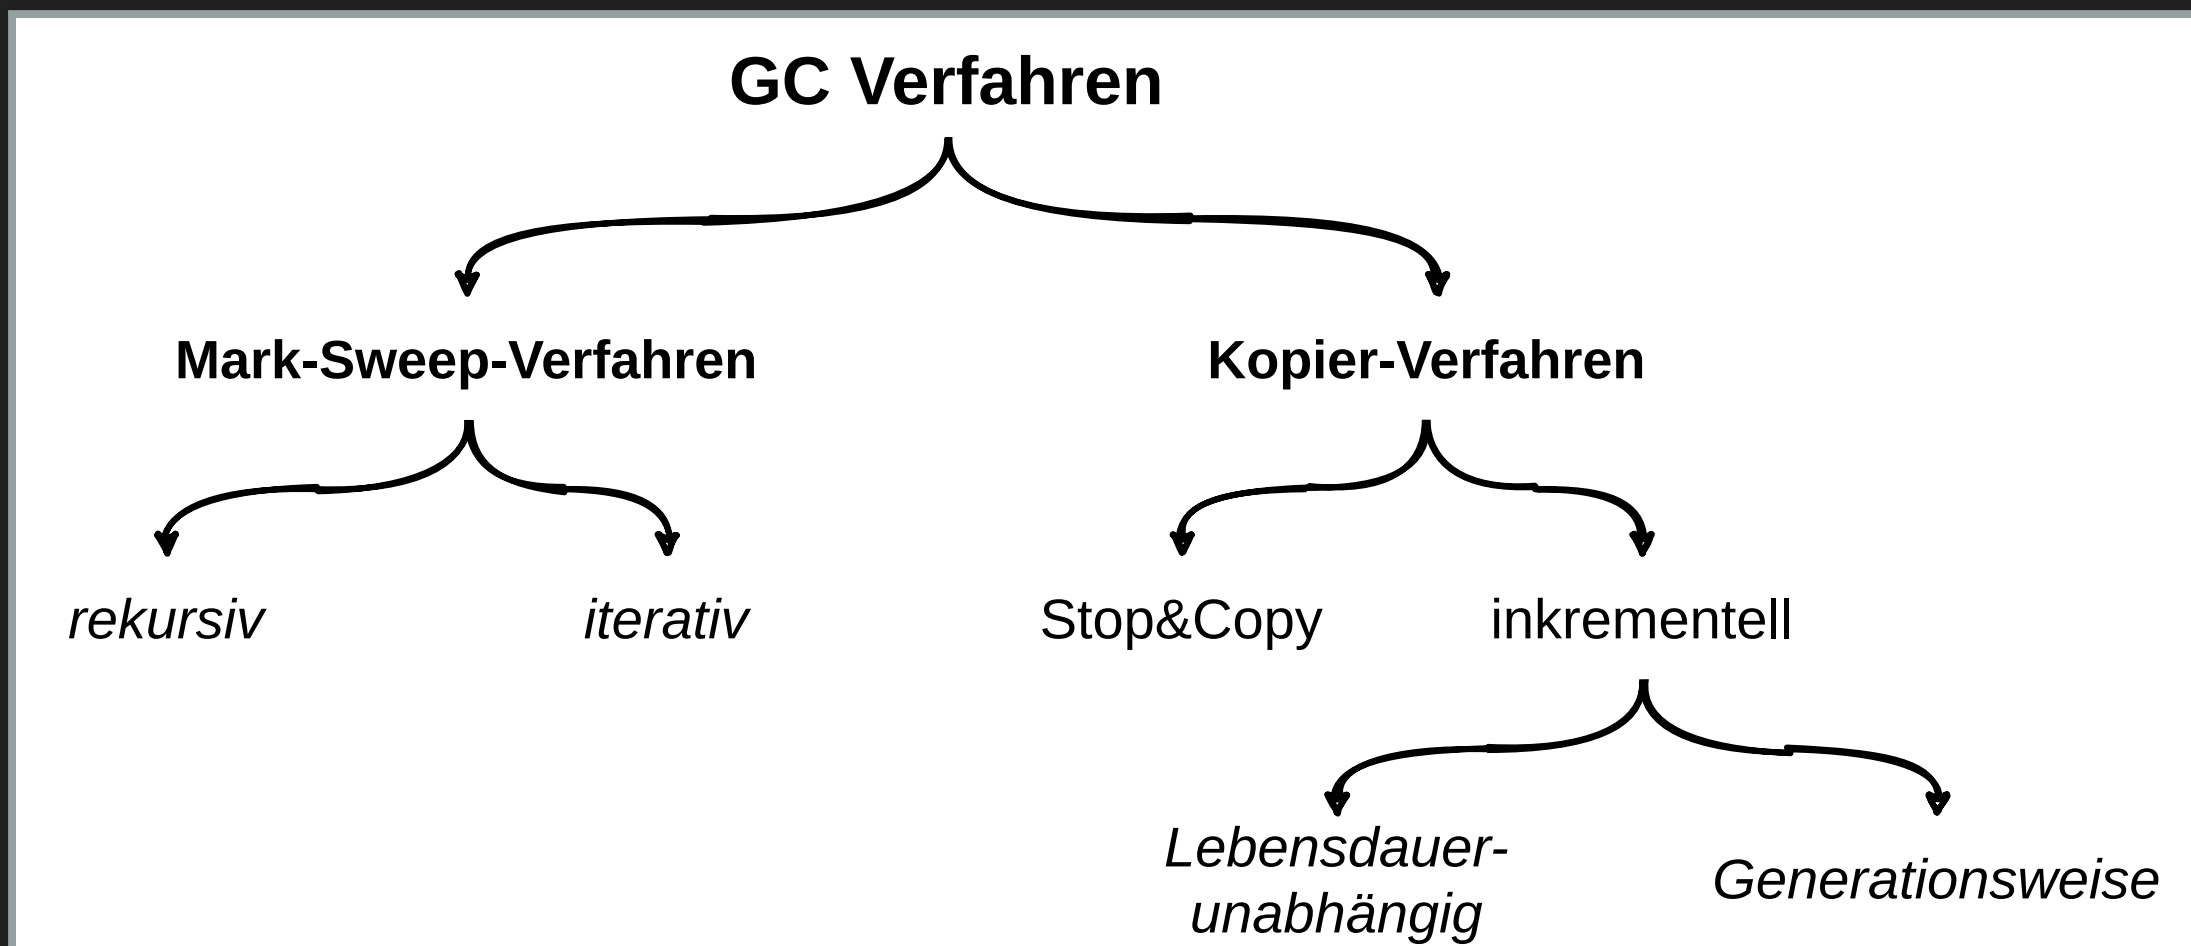 GC Verfahren
Mark-Sweep-Verfahren
Kopier-Verfahren
rekursiv
iterativ
Stop&Copy
inkrementell
Lebensdauer-
unabhängig
Generationsweise